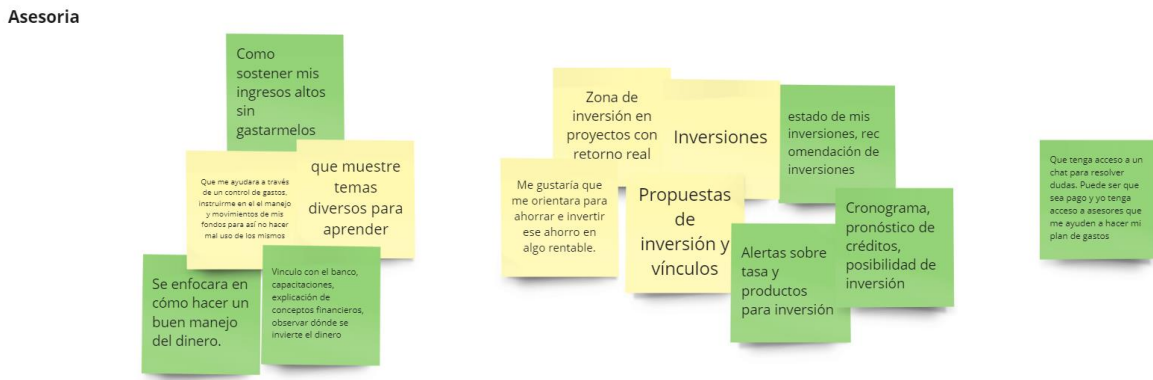 Asesoria
Como
sostener mis
ingresos altos
sin
gastarmelos
Que me ayudara a través
de un control de gastos,
instruirme en el el manejo
y movimientos de mis
fondos para así no hacer
mal uso de los mismos
que muestre
temas
diversos para
aprender
Se enfocara en
cómo hacer un
buen manejo
del dinero.
Vinculo con el banco,
capacitaciones,
explicación de
conceptos financieros,
observar dónde se
invierte el dinero
Zona de
inversión en
proyectos con
retorno real
Inversiones
estado de mis
inversiones, rec
omendación de
inversiones
Me gustaría que
me orientara para
ahorrar e invertir
ese ahorro en
algo rentable.
Propuestas
de
inversión y
vínculos
Alertas sobre
tasa y
productos
para inversión
Cronograma,
pronóstico de
créditos,
posibilidad de
inversión
Que tenga acceso a un
chat para resolver
dudas. Puede ser que
sea pago y yo tenga
acceso a asesores que
me ayuden a hacer mi
plan de gastos